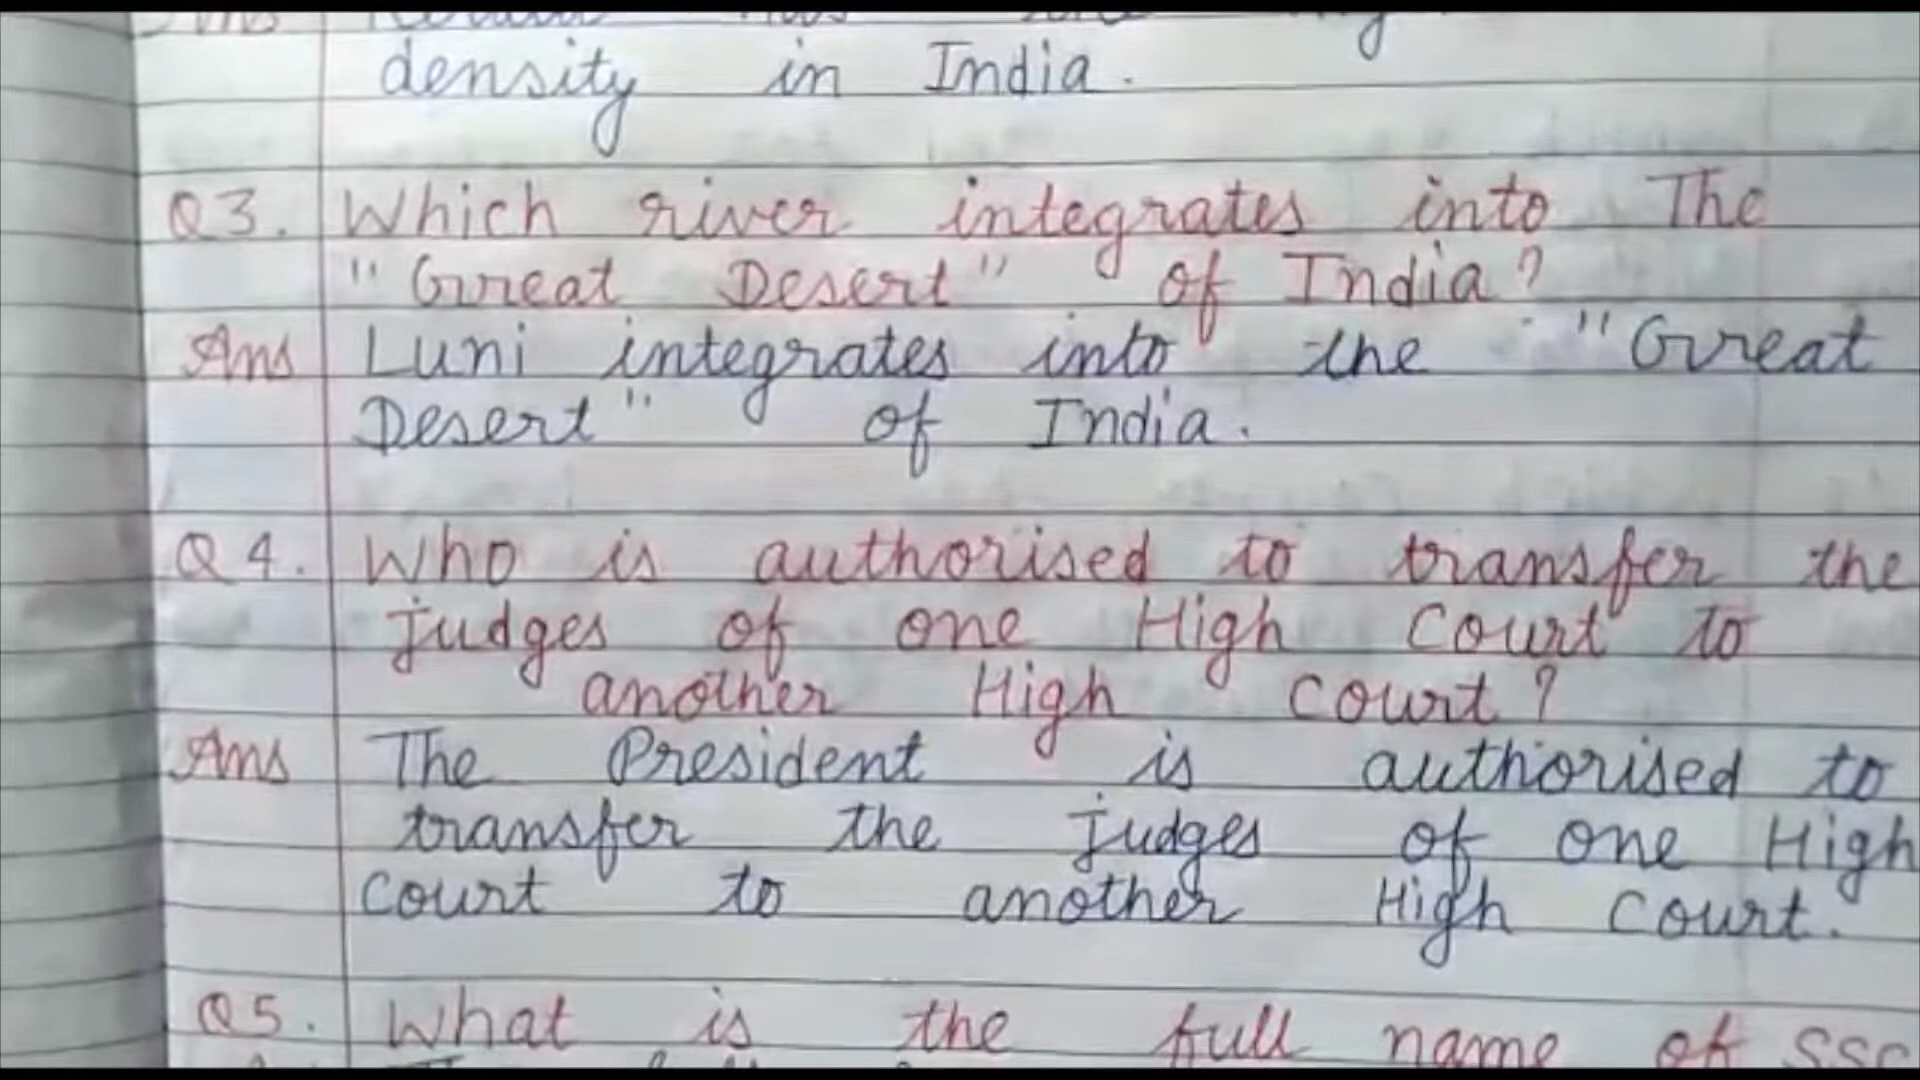 density in India.
Q3. Which river integrates into The
"Great Desert" of India?
Ans Luni integrates into the "Great
Desert" of India.
Q4. Who is authorised to transfer the
judges of one High Court to
another High Court?
Ans The President is authorised to
transfer the judges of one High
Court to another High Court.
Q5. What is the full name of SSC